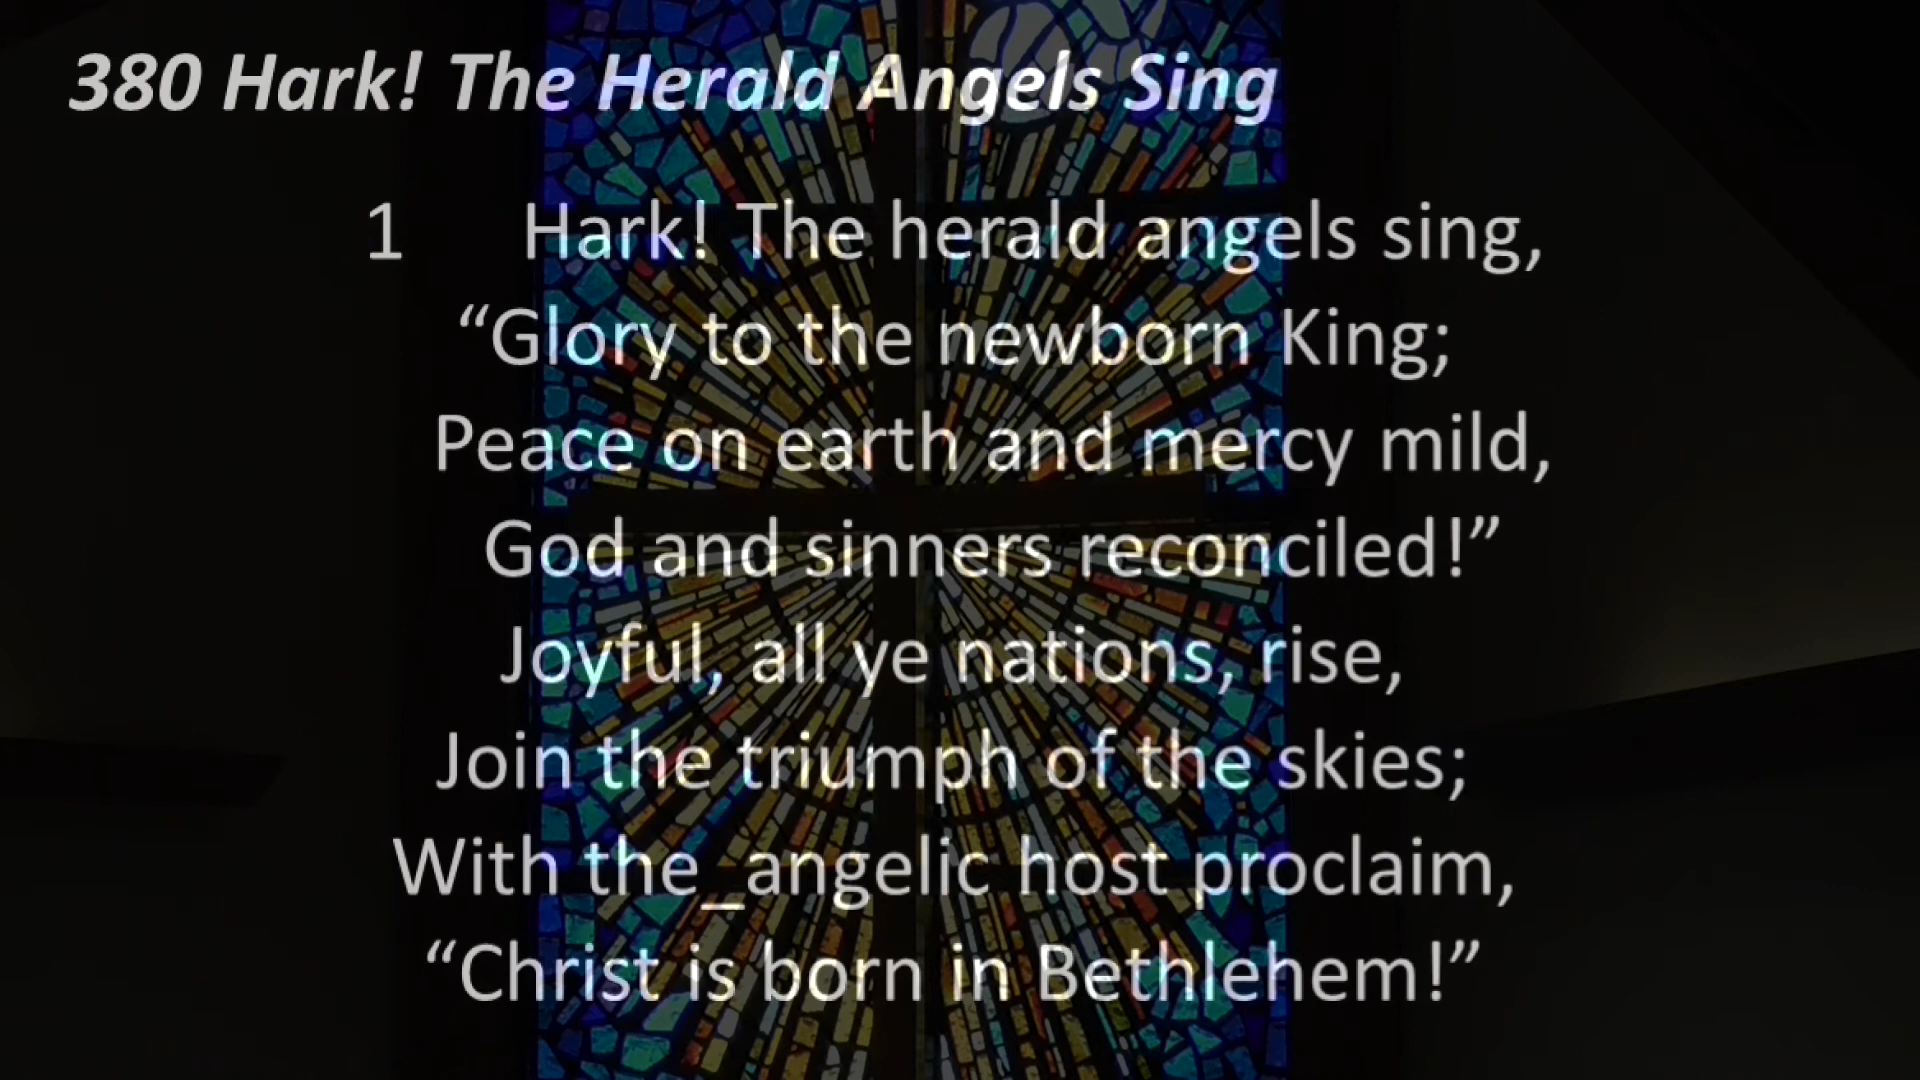 380 Hark! The Herald Angels Sing
1 Hark! The herald angels sing,
“Glory to the newborn King;
Peace on earth and mercy mild,
God and sinners reconciled!”
Joyful, all ye nations, rise,
Join the triumph of the skies;
With the_angelic host proclaim,
“Christ is born in Bethlehem!”